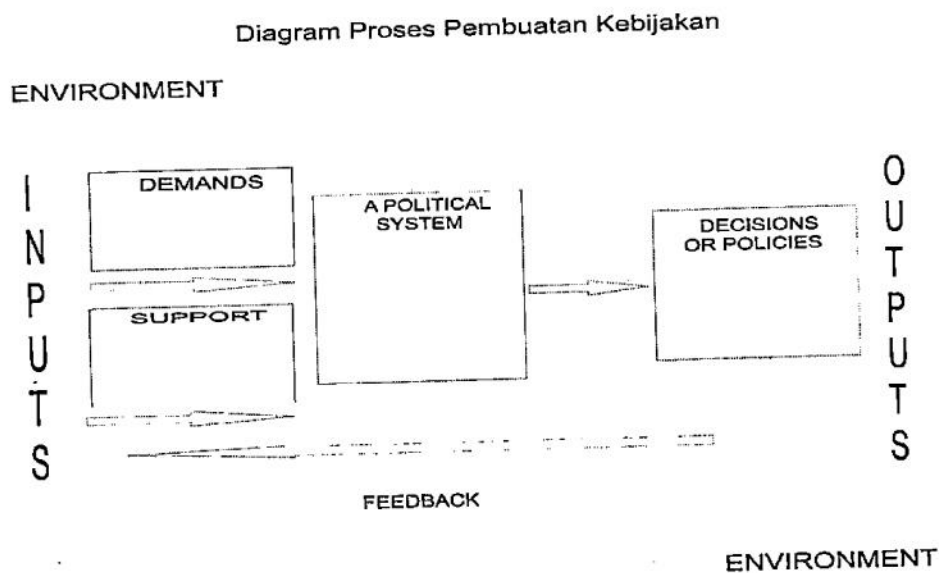 Diagram Proses Pembuatan Kebijakan
ENVIRONMENT
INPUTS
DEMANDS
SUPPORT
A POLITICAL
SYSTEM
DECISIONS
OR POLICIES
OUTPUTS
FEEDBACK
ENVIRONMENT